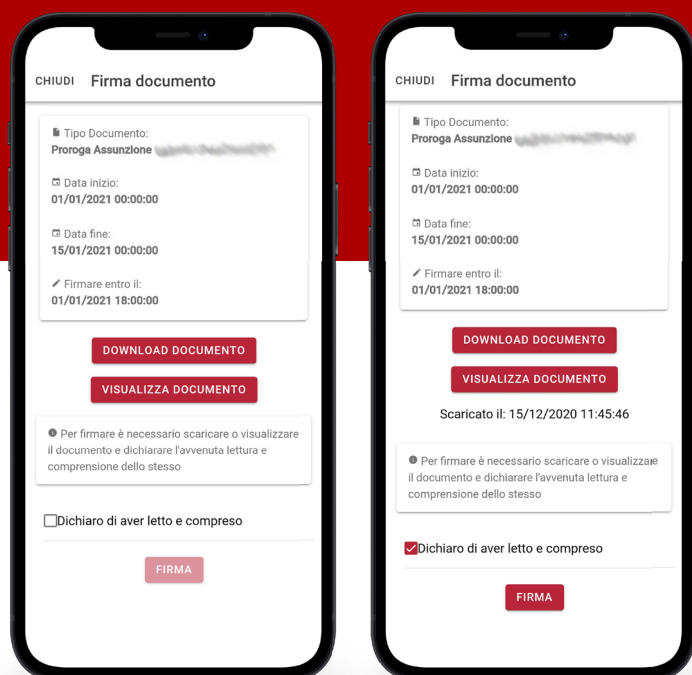 CHIUDI Firma documento
Tipo Documento:
Proroga Assunzione
Data inizio:
01/01/2021 00:00:00
Data fine:
15/01/2021 00:00:00
Firmare entro il:
01/01/2021 18:00:00
DOWNLOAD DOCUMENTO
VISUALIZZA DOCUMENTO
Per firmare è necessario scaricare o visualizzare
il documento e dichiarare l'avvenuta lettura e
comprensione dello stesso
Dichiaro di aver letto e compreso
FIRMA
CHIUDI Firma documento
Tipo Documento:
Proroga Assunzione
Data inizio:
01/01/2021 00:00:00
Data fine:
15/01/2021 00:00:00
Firmare entro il:
01/01/2021 18:00:00
DOWNLOAD DOCUMENTO
VISUALIZZA DOCUMENTO
Scaricato il: 15/12/2020 11:45:46
Per firmare è necessario scaricare o visualizzare
il documento e dichiarare l'avvenuta lettura e
comprensione dello stesso
Dichiaro di aver letto e compreso
FIRMA